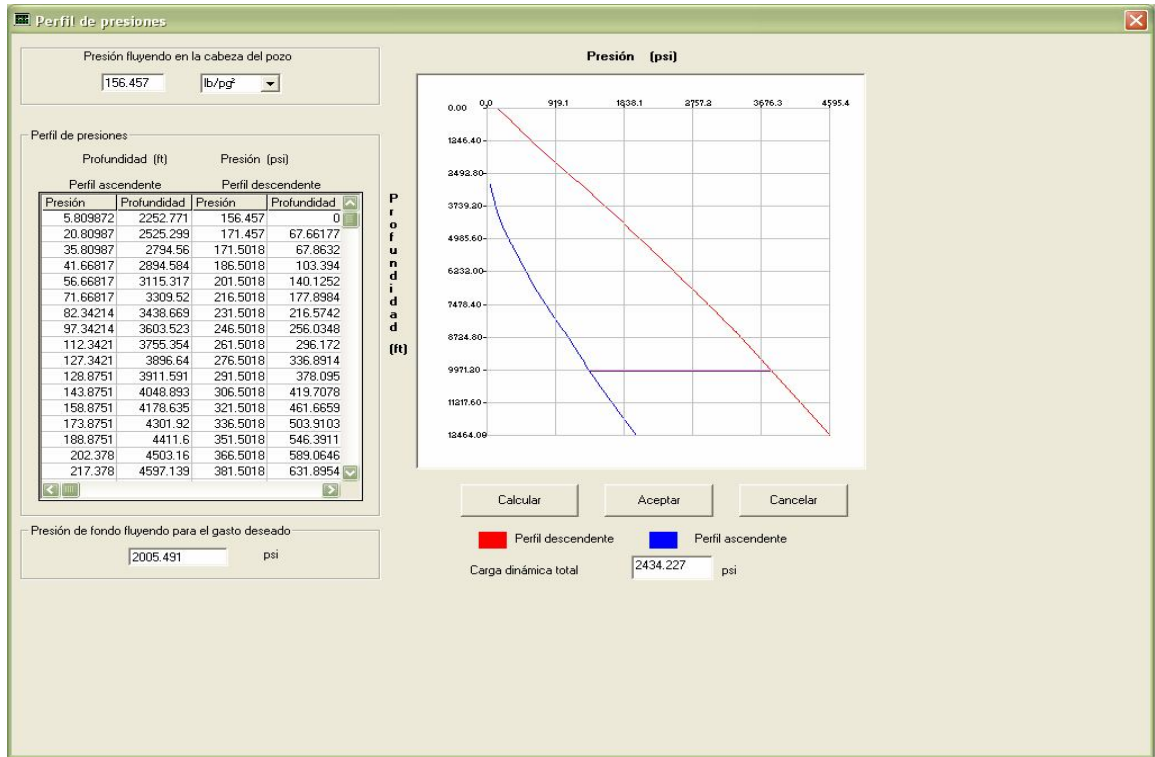 Perfil de presiones
Presión fluyendo en la cabeza del pozo
156.457 lb/pg²
Perfil de presiones
Profundidad (ft) Presión (psi)
Perfil ascendente Perfil descendente
Presión Profundidad Presión Profundidad
5.809872 2252.771 156.457 0
20.80987 2525.299 171.457 67.66177
35.80987 2794.56 171.5018 67.8632
41.66817 2894.584 186.5018 103.394
56.66817 3115.317 201.5018 140.1252
71.66817 3309.52 216.5018 177.8984
82.34214 3438.669 231.5018 216.5742
97.34214 3603.523 246.5018 256.0348
112.3421 3755.354 261.5018 296.172
127.3421 3896.64 276.5018 336.8914
128.8751 3911.591 291.5018 378.095
143.8751 4048.893 306.5018 419.7078
158.8751 4178.635 321.5018 461.6659
173.8751 4301.92 336.5018 503.9103
188.8751 4411.6 351.5018 546.3911
202.378 4503.16 366.5018 589.0646
217.378 4597.139 381.5018 631.8954
Presión de fondo fluyendo para el gasto deseado
2005.491 psi
Presión (psi)
0.0 919.1 1838.1 2757.2 3676.3 4595.4
0.00
1246.40
2492.80
3739.20
4985.60
6232.00
7478.40
8724.80
9971.20
11217.60
12464.00
Profundidad (ft)
Calcular Aceptar Cancelar
Perfil descendente Perfil ascendente
Carga dinámica total 2434.227 psi